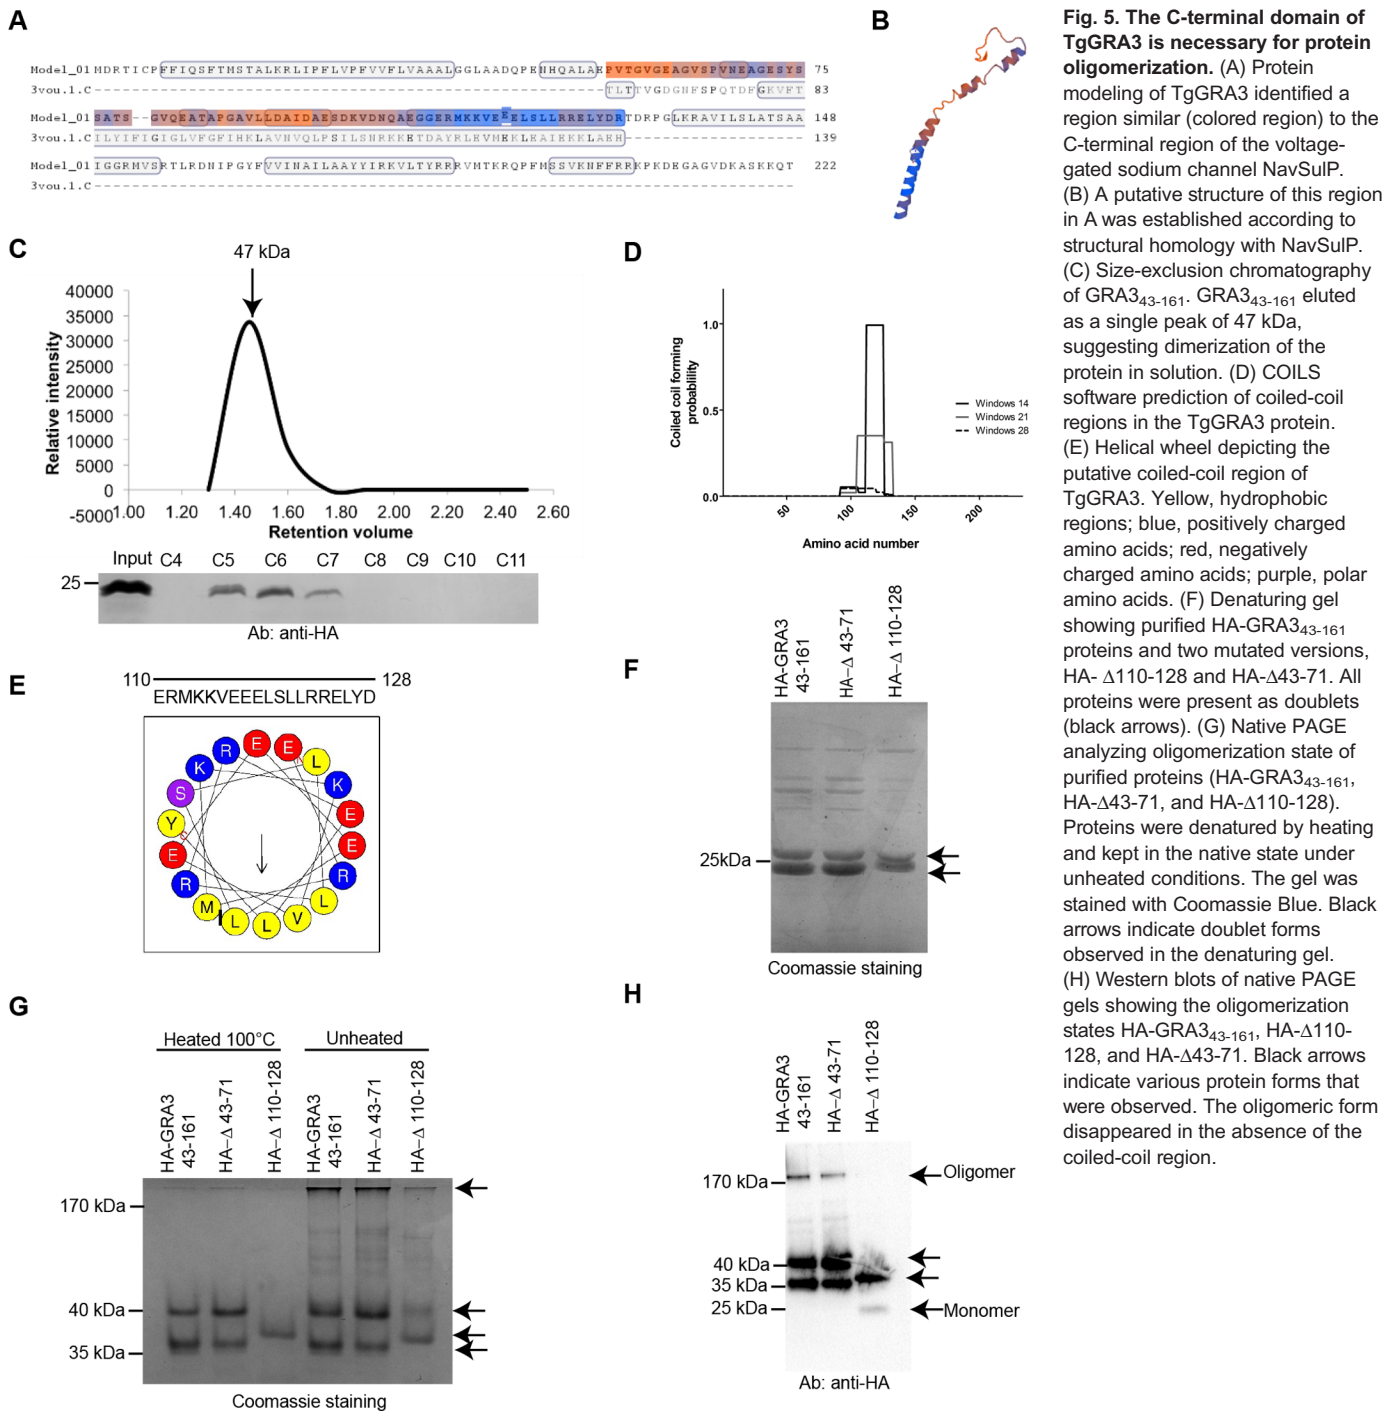 A
Model_01 MDRTICPFFIQSFTMSTALKRLIPFLVPFVVFLVAAALGGLAADQPENHQALAEPVTGVGEAGVSPVNEAGESYS 75
3vou.1.C TLTTVGDGNFSPQTDFGKVFT 83
Model_01 SATS--GVQEATAPGAVLLDAIDAESDKVDNQAEGGERMKKVEEELSLLRRELYDRTDRPGLKRAVILSLATSAA 148
3vou.1.C ILYIFIGIGLVFGFIHKLAVNVQLPSILSNRKKETDAYRLEVMEKLEAIEKKLAEH 139
Model_01 IGGRMVSRTLRDNIPGYFVVINAILAAYYIRKVLTYRRVMTKRQPFMSSVKNFFRRKPKDEGAGVDKASKKQT 222
3vou.1.C
B
C
47 kDa
40000
35000
30000
25000
20000
15000
10000
5000
0
-5000
Relative intensity
1.00 1.20 1.40 1.60 1.80 2.00 2.20 2.40 2.60
Retention volume
Input C4 C5 C6 C7 C8 C9 C10 C11
25
Ab: anti-HA
D
Coiled coil forming
probability
1.0
0.5
0.0
Windows 14
Windows 21
Windows 28
50 100 150 200
Amino acid number
E
110 128
ERMKKVEEELSLLRRELYD
R E E L
K K
S E
Y E
E R
R L
M L L V
F
HA-GRA3
43-161
HA-Δ 43-71
HA-Δ 110-128
25kDa
Coomassie staining
G
Heated 100°C Unheated
HA-GRA3
43-161
HA-Δ 43-71
HA-Δ 110-128
HA-GRA3
43-161
HA-Δ 43-71
HA-Δ 110-128
170 kDa
40 kDa
35 kDa
Coomassie staining
H
HA-GRA3
43-161
HA-Δ 43-71
HA-Δ 110-128
170 kDa
40 kDa
35 kDa
25 kDa
Oligomer
Monomer
Ab: anti-HA
Fig. 5. The C-terminal domain of
TgGRA3 is necessary for protein
oligomerization. (A) Protein
modeling of TgGRA3 identified a
region similar (colored region) to the
C-terminal region of the voltage-
gated sodium channel NavSulP.
(B) A putative structure of this region
in A was established according to
structural homology with NavSulP.
(C) Size-exclusion chromatography
of GRA3₄₃₋₁₆₁. GRA3₄₃₋₁₆₁ eluted
as a single peak of 47 kDa,
suggesting dimerization of the
protein in solution. (D) COILS
software prediction of coiled-coil
regions in the TgGRA3 protein.
(E) Helical wheel depicting the
putative coiled-coil region of
TgGRA3. Yellow, hydrophobic
regions; blue, positively charged
amino acids; red, negatively
charged amino acids; purple, polar
amino acids. (F) Denaturing gel
showing purified HA-GRA3₄₃₋₁₆₁
proteins and two mutated versions,
HA- Δ110-128 and HA-Δ43-71. All
proteins were present as doublets
(black arrows). (G) Native PAGE
analyzing oligomerization state of
purified proteins (HA-GRA3₄₃₋₁₆₁,
HA-Δ43-71, and HA-Δ110-128).
Proteins were denatured by heating
and kept in the native state under
unheated conditions. The gel was
stained with Coomassie Blue. Black
arrows indicate doublet forms
observed in the denaturing gel.
(H) Western blots of native PAGE
gels showing the oligomerization
states HA-GRA3₄₃₋₁₆₁, HA-Δ110-
128, and HA-Δ43-71. Black arrows
indicate various protein forms that
were observed. The oligomeric form
disappeared in the absence of the
coiled-coil region.